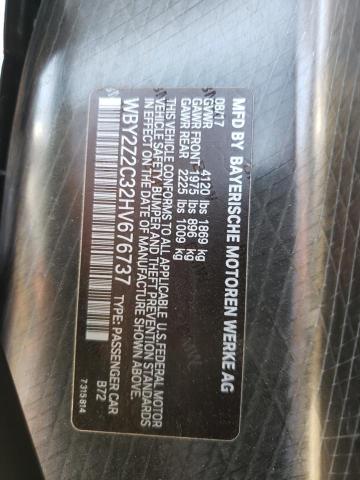 MFD BY BAYERISCHE MOTOREN WERKE AG
08/17
GVWR 4120 lbs 1869 kg
GAWR FRONT 1975 lbs 896 kg
GAWR REAR 2225 lbs 1009 kg
THIS VEHICLE CONFORMS TO ALL APPLICABLE U.S. FEDERAL MOTOR
VEHICLE SAFETY, BUMPER, AND THEFT PREVENTION STANDARDS
IN EFFECT ON THE DATE OF MANUFACTURE SHOWN ABOVE.
WBY2Z2C32HV676737 TYPE: PASSENGER CAR
B72
7315814